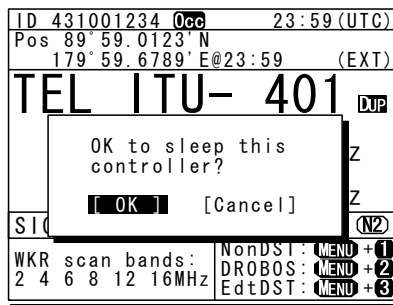 ID 431001234 Occ 23:59(UTC)
Pos 89°59.0123'N
179°59.6789'E@23:59 (EXT)
TEL ITU- 401 DUP
OK to sleep this
controller?
z
[ OK ] [Cancel]
z
(N2)
NonDST: MENU +1
WKR scan bands:
DROBOS: MENU +2
2 4 6 8 12 16MHz
EdtDST: MENU +3